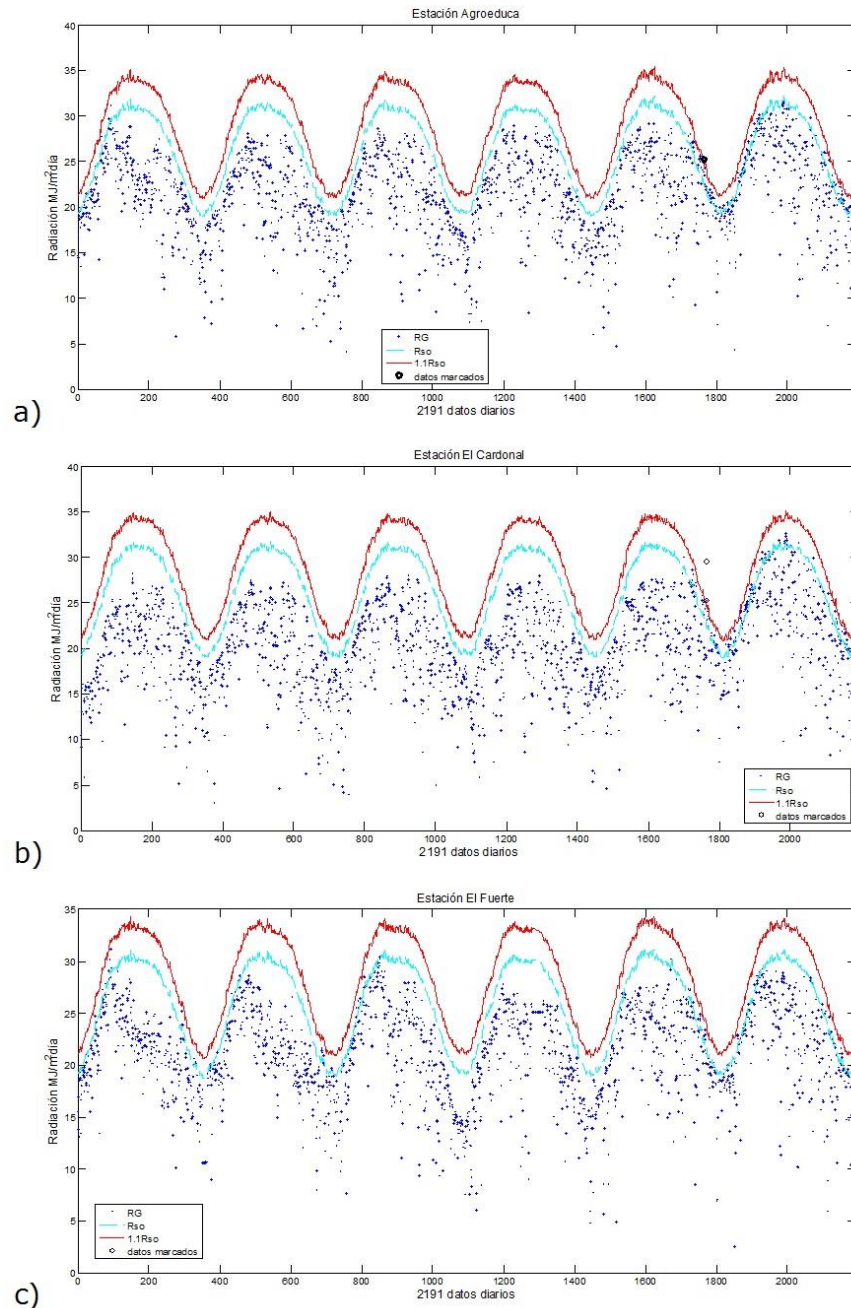 Estación Agroeduca
Radiación MJ/m²día
40
35
30
25
20
15
10
5
0
0 200 400 600 800 1000 1200 1400 1600 1800 2000
2191 datos diarios
RG
Rso
1.1Rso
datos marcados
a)
Estación El Cardonal
Radiación MJ/m²día
40
35
30
25
20
15
10
5
0
0 200 400 600 800 1000 1200 1400 1600 1800 2000
2191 datos diarios
RG
Rso
1.1Rso
datos marcados
b)
Estación El Fuerte
Radiación MJ/m²día
35
30
25
20
15
10
5
0
0 200 400 600 800 1000 1200 1400 1600 1800 2000
2191 datos diarios
RG
Rso
1.1Rso
datos marcados
c)